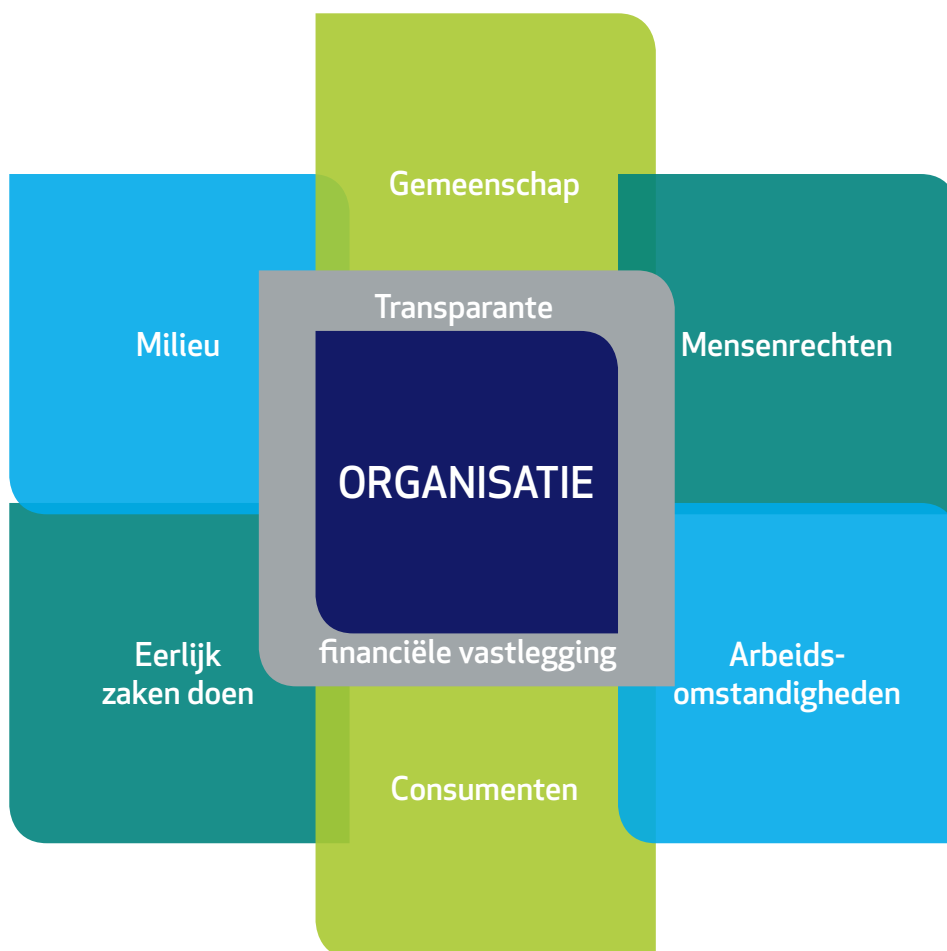 Gemeenschap
Transparante
Milieu
Mensenrechten
ORGANISATIE
financiële vastlegging
Eerlijk
zaken doen
Arbeids-
omstandigheden
Consumenten